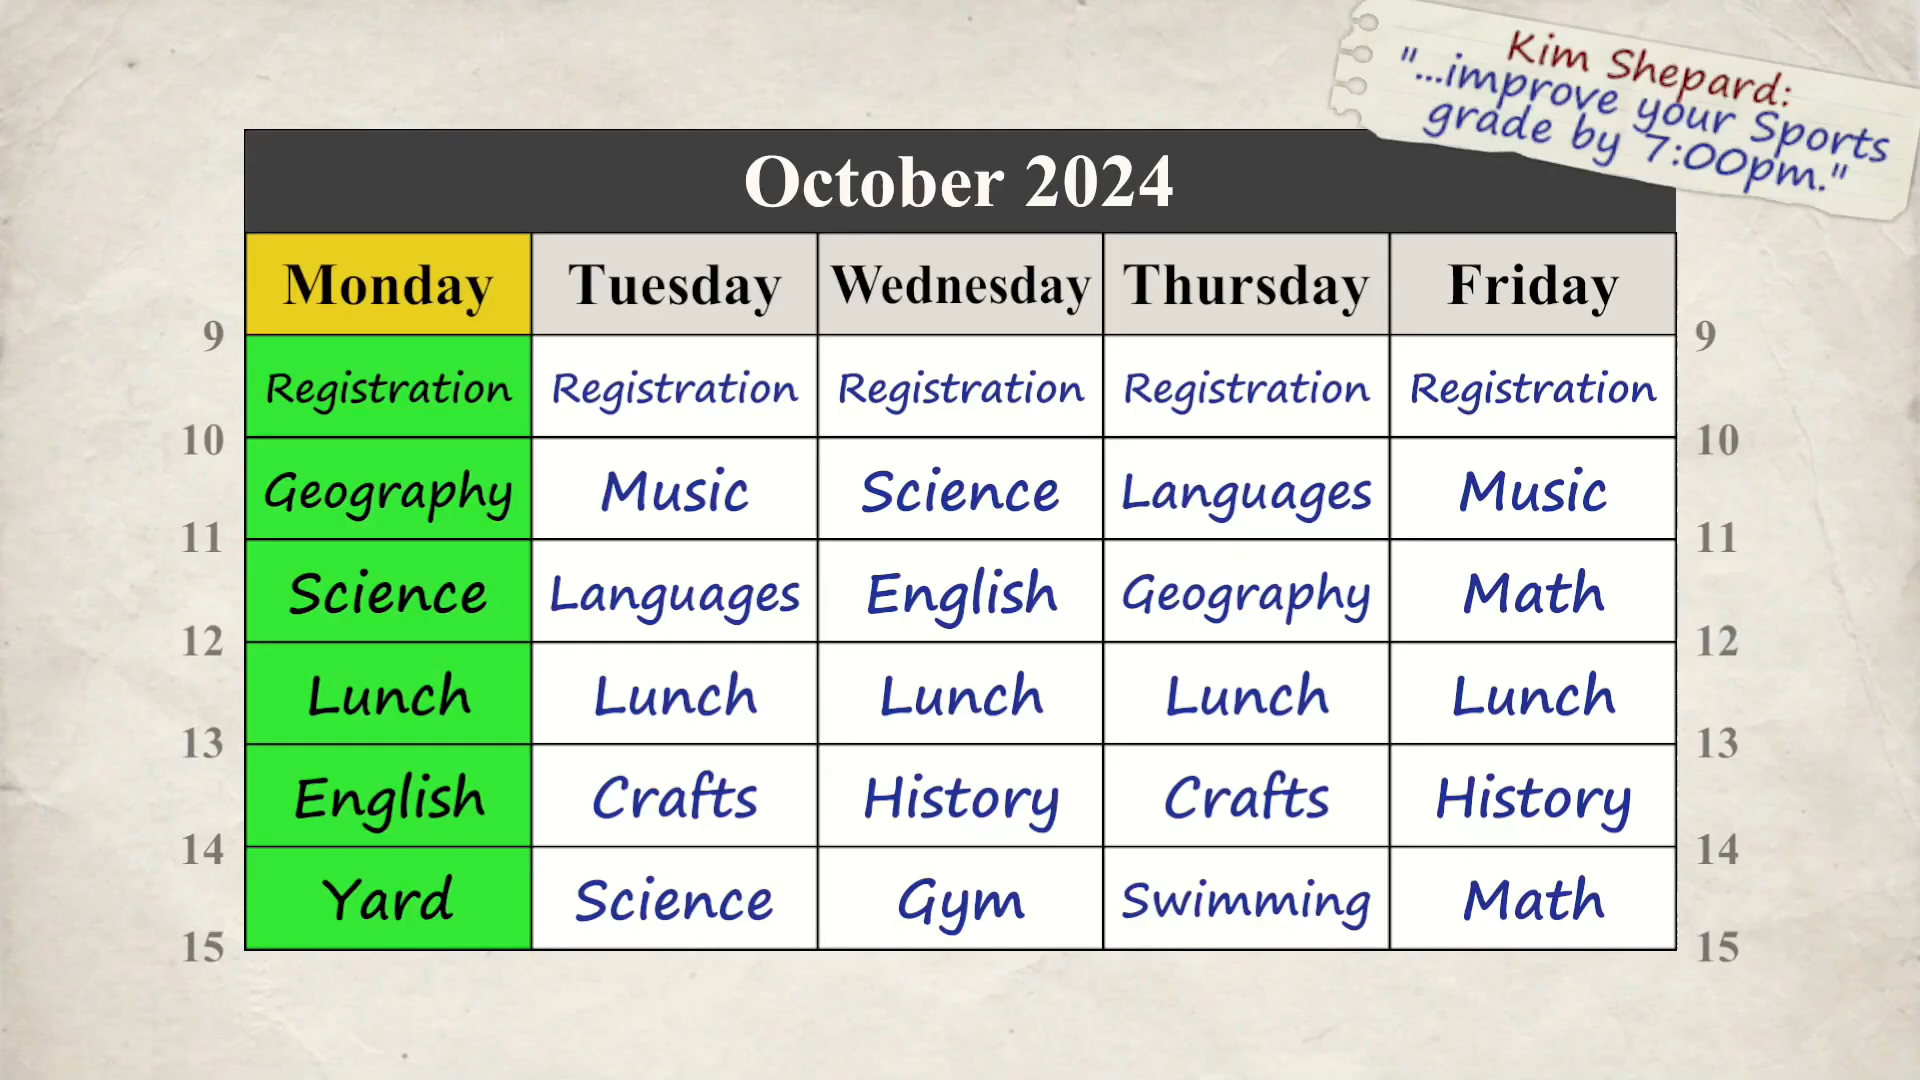 Kim Shepard:
"...improve your Sports
grade by 7:00pm."
October 2024
Monday Tuesday Wednesday Thursday Friday
9 9
Registration Registration Registration Registration Registration
10 10
Geography Music Science Languages Music
11 11
Science Languages English Geography Math
12 12
Lunch Lunch Lunch Lunch Lunch
13 13
English Crafts History Crafts History
14 14
Yard Science Gym Swimming Math
15 15